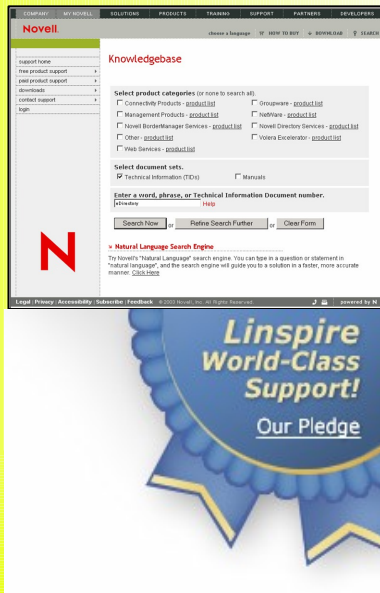 COMPANY MY NOVELL SOLUTIONS PRODUCTS TRAINING SUPPORT PARTNERS DEVELOPERS
Novell. choose a language HOW TO BUY DOWNLOAD SEARCH
support home
free product support
paid product support
downloads
contact support
login
Knowledgebase
Select product categories (or none to search all).
Connectivity Products - product list Groupware - product list
Management Products - product list NetWare - product list
Novell BorderManager Services - product list Novell Directory Services - product list
Other - product list Volera Excelerator - product list
Web Services - product list
Select document sets.
Technical Information (TIDs) Manuals
Enter a word, phrase, or Technical Information Document number.
eDirectory Help
Search Now or Refine Search Further or Clear Form
» Natural Language Search Engine
Try Novell's "Natural Language" search engine. You can type in a question or statement in
"natural language", and the search engine will guide you to a solution in a faster, more accurate
manner. Click Here
N
Legal | Privacy | Accessibility | Subscribe | Feedback © 2003 Novell, Inc. All Rights Reserved. powered by N
Linspire
World-Class
Support!
Our Pledge